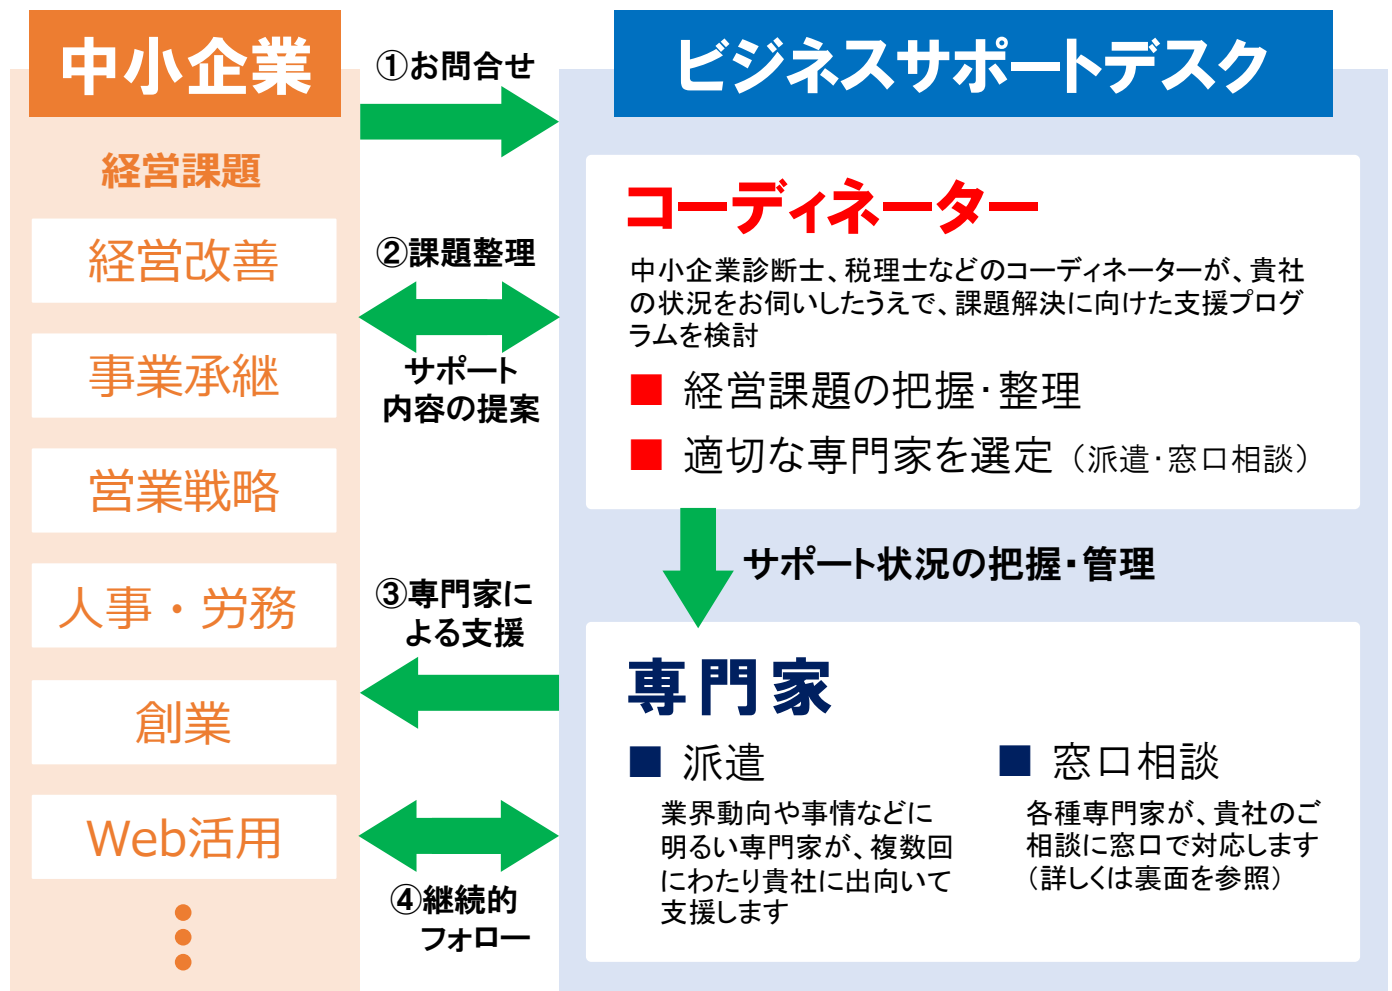 中小企業
経営課題
経営改善
事業承継
営業戦略
人事・労務
創業
Web活用
①お問合せ
②課題整理
サポート
内容の提案
③専門家に
よる支援
④継続的
フォロー
ビジネスサポートデスク
コーディネーター
中小企業診断士、税理士などのコーディネーターが、貴社
の状況をお伺いしたうえで、課題解決に向けた支援プログ
ラムを検討
■ 経営課題の把握・整理
■ 適切な専門家を選定（派遣・窓口相談）
サポート状況の把握・管理
専門家
■ 派遣
業界動向や事情などに
明るい専門家が、複数回
にわたり貴社に出向いて
支援します
■ 窓口相談
各種専門家が、貴社のご
相談に窓口で対応します
（詳しくは裏面を参照）